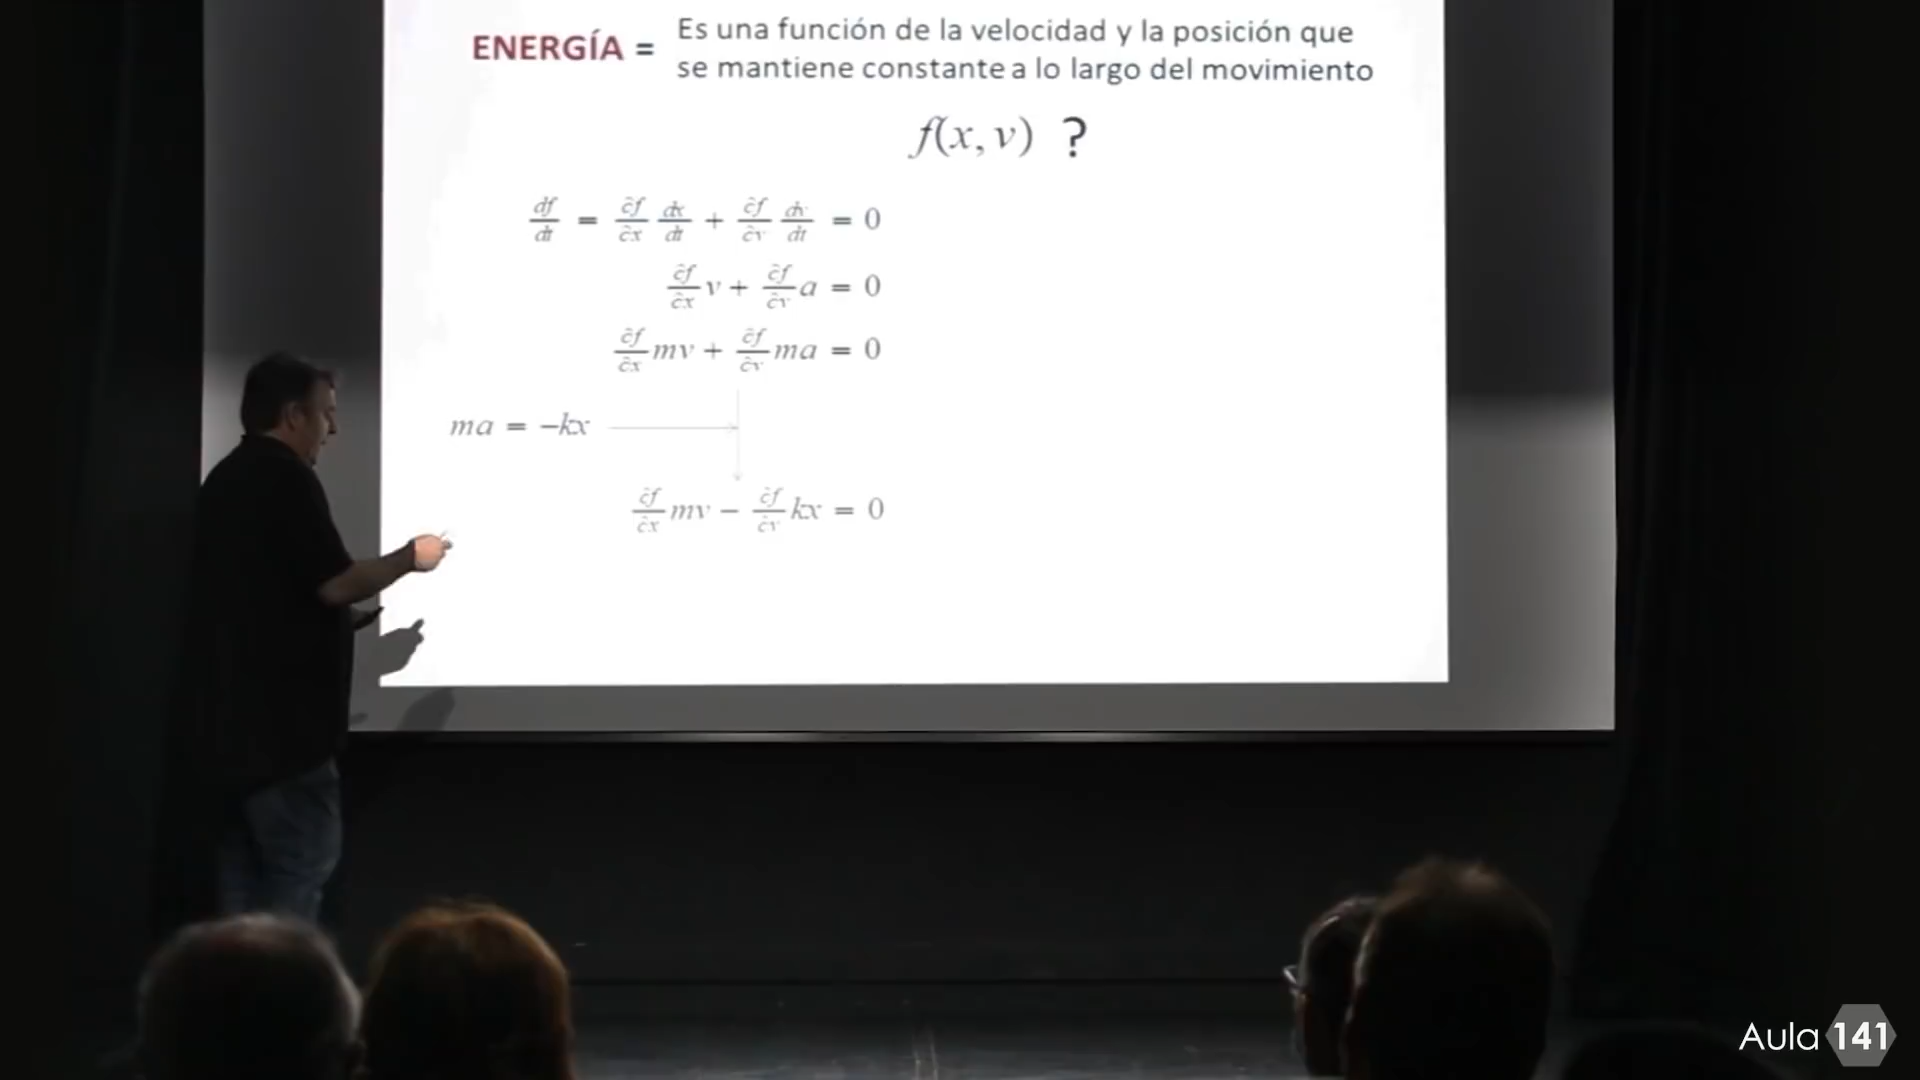 ENERGÍA = Es una función de la velocidad y la posición que
se mantiene constante a lo largo del movimiento
f(x, v) ?
df/dt = ∂f/∂x dx/dt + ∂f/∂v dv/dt = 0
∂f/∂x v + ∂f/∂v a = 0
∂f/∂x mv + ∂f/∂v ma = 0
ma = −kx
∂f/∂x mv − ∂f/∂v kx = 0
Aula 141